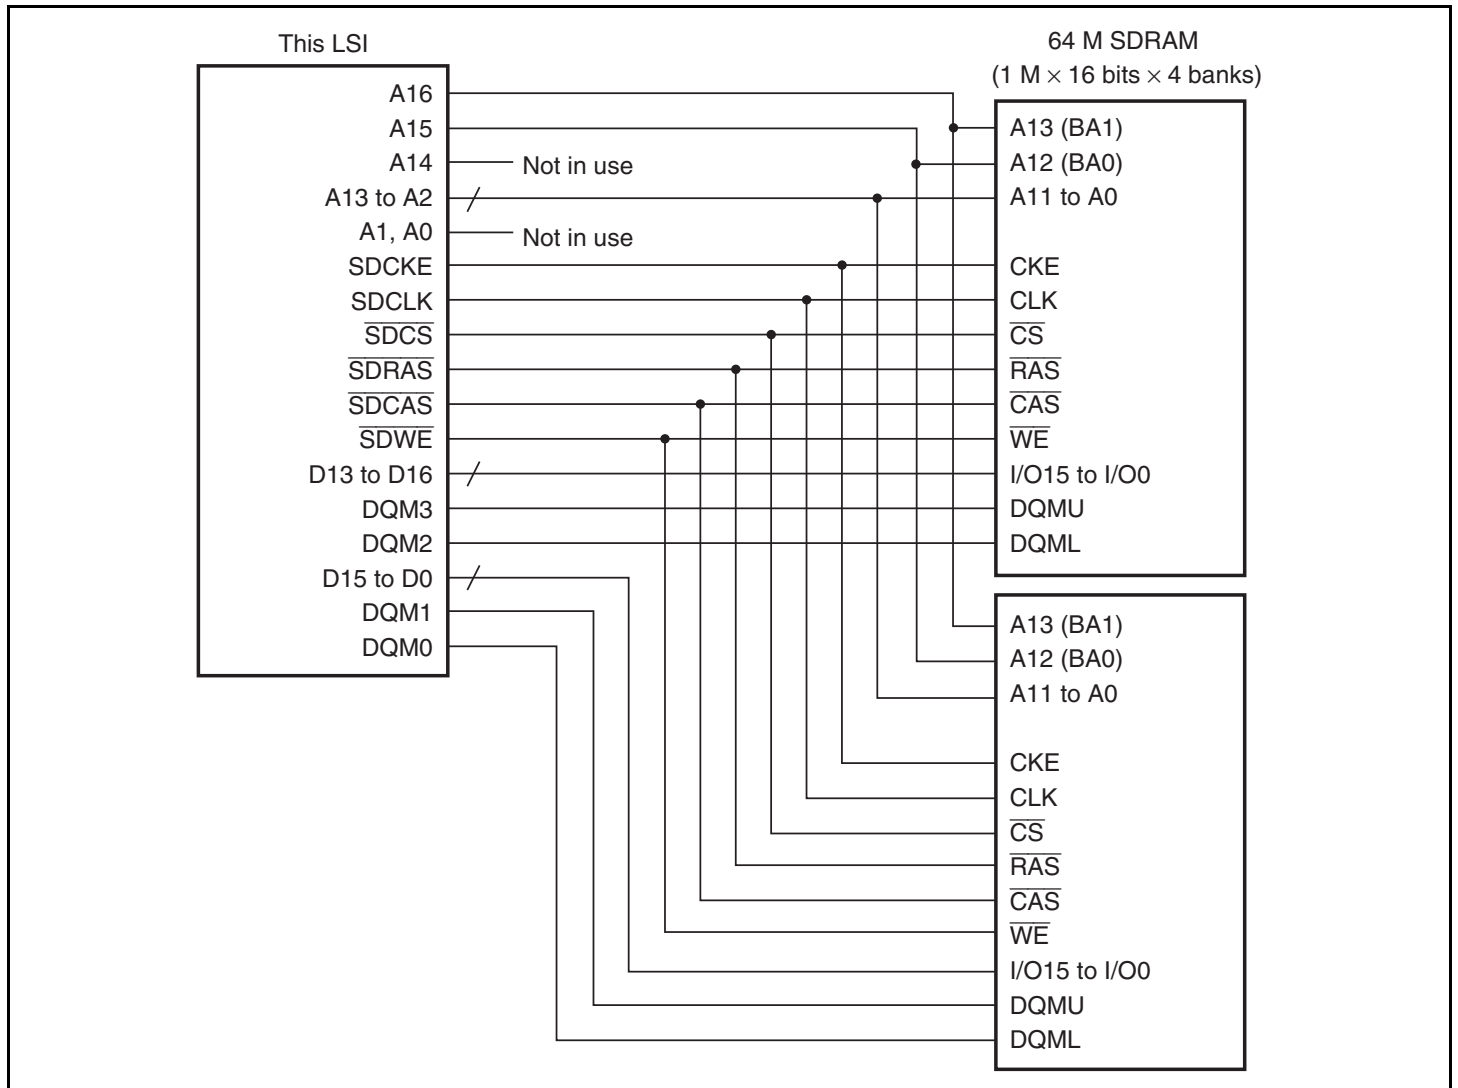 This LSI
A16
A15
A14
Not in use
A13 to A2
A1, A0
Not in use
SDCKE
SDCLK
SDCS
SDRAS
SDCAS
SDWE
D13 to D16
DQM3
DQM2
D15 to D0
DQM1
DQM0
64 M SDRAM
(1 M × 16 bits × 4 banks)
A13 (BA1)
A12 (BA0)
A11 to A0
CKE
CLK
CS
RAS
CAS
WE
I/O15 to I/O0
DQMU
DQML
A13 (BA1)
A12 (BA0)
A11 to A0
CKE
CLK
CS
RAS
CAS
WE
I/O15 to I/O0
DQMU
DQML